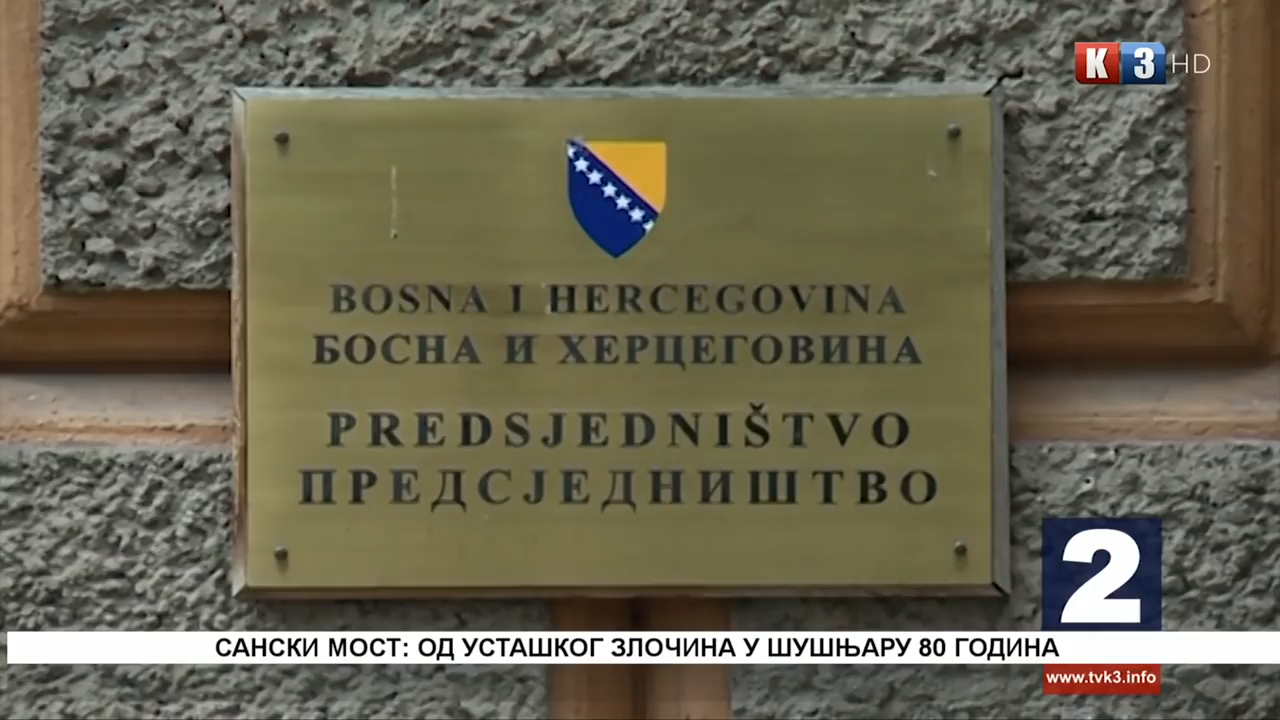 К 3 HD
BOSNA I HERCEGOVINA
БОСНА И ХЕРЦЕГОВИНА
PREDSJEDNIŠTVO
ПРЕДСЈЕДНИШТВО
2
САНСКИ МОСТ: ОД УСТАШКОГ ЗЛОЧИНА У ШУШЊАРУ 80 ГОДИНА
www.tvk3.info